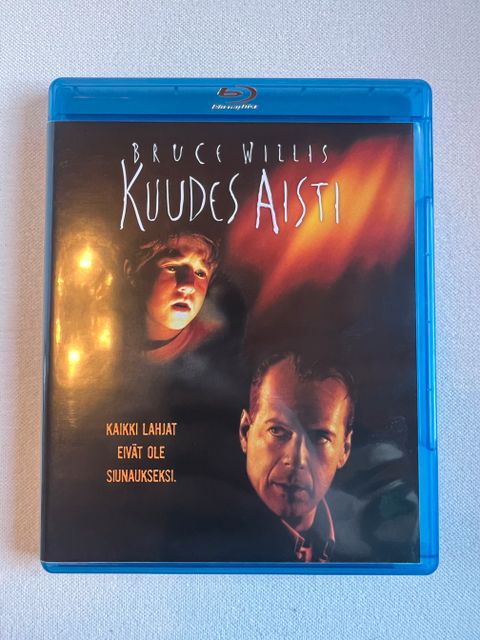 Blu-ray Disc
BRUCE WILLIS
KUUDES AISTI
KAIKKI LAHJAT
EIVÄT OLE
SIUNAUKSEKSI.